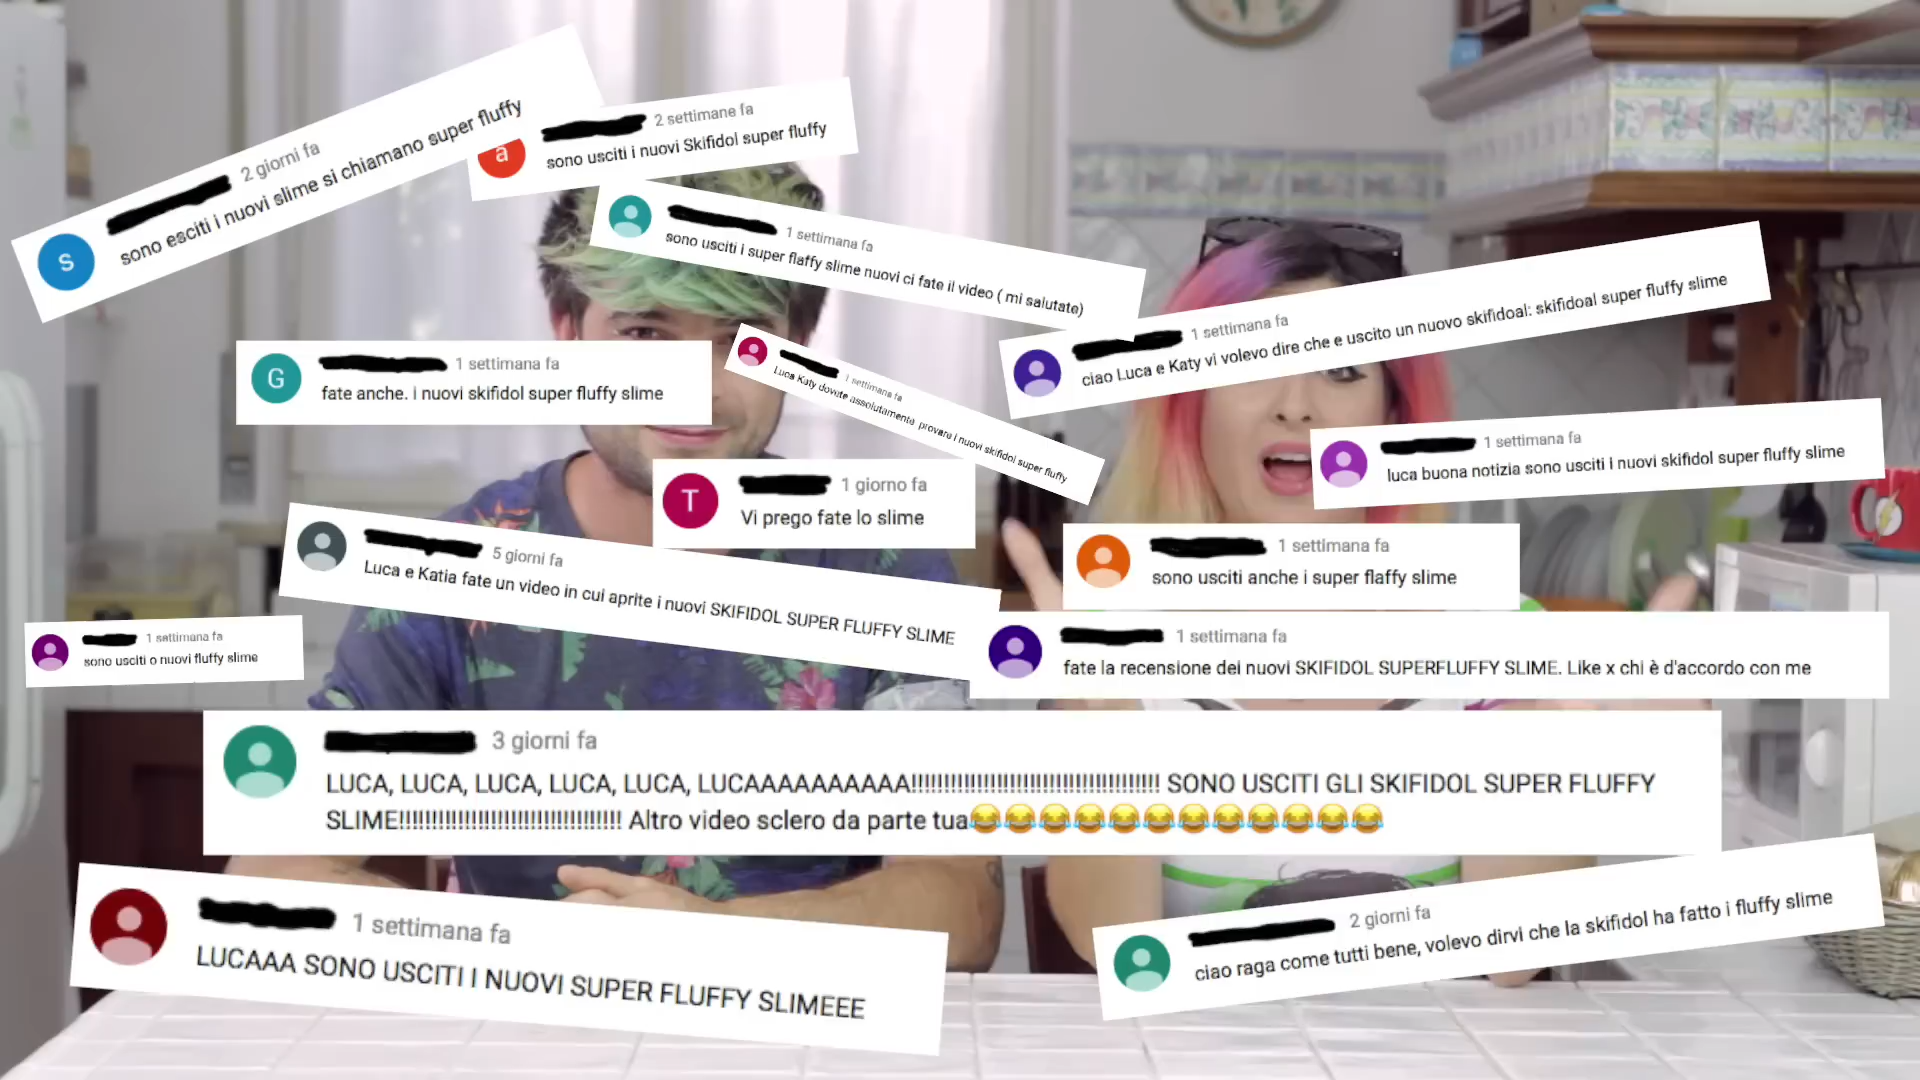 2 giorni fa
sono esciti i nuovi slime si chiamano super fluffy
S
2 settimane fa
a
sono usciti i nuovi Skifidol super fluffy
1 settimana fa
sono usciti i super flaffy slime nuovi ci fate il video ( mi salutate)
1 settimana fa
ciao Luca e Katy vi volevo dire che e uscito un nuovo skifidoal: skifidoal super fluffy slime
G
1 settimana fa
fate anche. i nuovi skifidol super fluffy slime
1 settimana fa
Luca Katy dovete assolutamente provare i nuovi skifidol super fluffy
1 settimana fa
luca buona notizia sono usciti i nuovi skifidol super fluffy slime
T
1 giorno fa
Vi prego fate lo slime
5 giorni fa
Luca e Katia fate un video in cui aprite i nuovi SKIFIDOL SUPER FLUFFY SLIME
1 settimana fa
sono usciti anche i super flaffy slime
1 settimana fa
sono usciti o nuovi fluffy slime
1 settimana fa
fate la recensione dei nuovi SKIFIDOL SUPERFLUFFY SLIME. Like x chi è d'accordo con me
3 giorni fa
LUCA, LUCA, LUCA, LUCA, LUCA, LUCAAAAAAAAAA!!!!!!!!!!!!!!!!!!!!!!!!!!!!!!!!!!!!!! SONO USCITI GLI SKIFIDOL SUPER FLUFFY
SLIME!!!!!!!!!!!!!!!!!!!!!!!!!!!!!!!!!! Altro video sclero da parte tua😂😂😂😂😂😂😂😂😂😂😂😂
1 settimana fa
LUCAAA SONO USCITI I NUOVI SUPER FLUFFY SLIMEEE
2 giorni fa
ciao raga come tutti bene, volevo dirvi che la skifidol ha fatto i fluffy slime